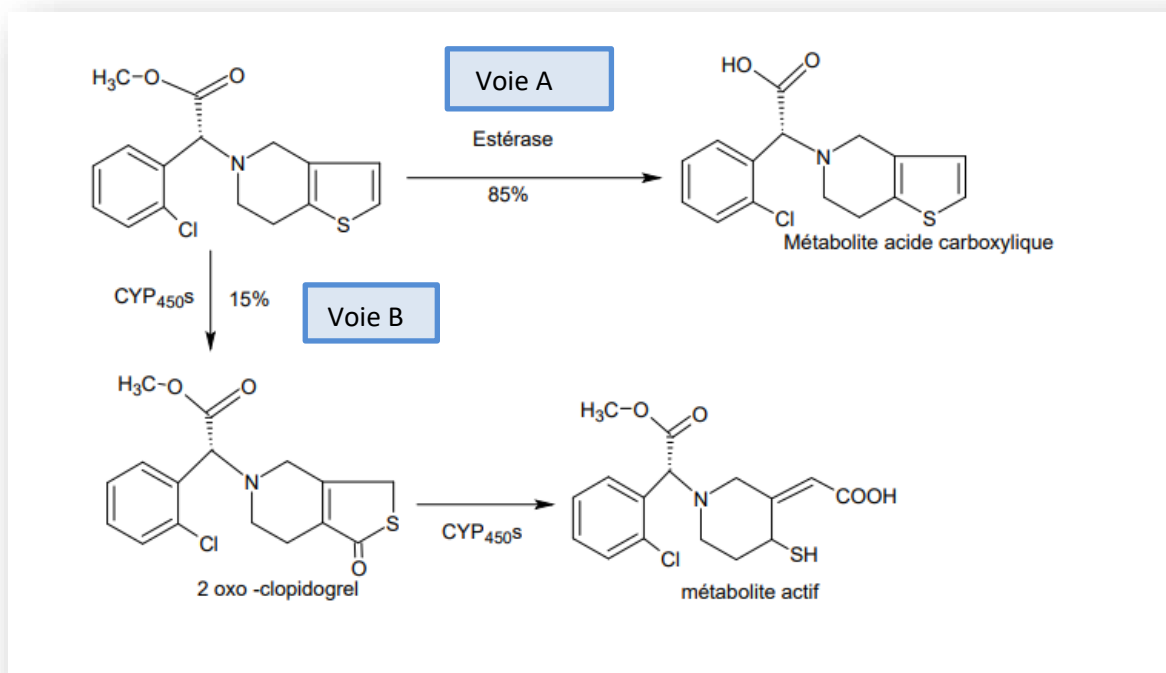 H₃C-O
O
Voie A
HO
O
Estérase
N
85%
N
Cl
S
Cl
S
Métabolite acide carboxylique
CYP₄₅₀s
15%
Voie B
H₃C-O
O
H₃C-O
O
N
N
COOH
S
Cl
CYP₄₅₀s
Cl
SH
O
2 oxo -clopidogrel
métabolite actif